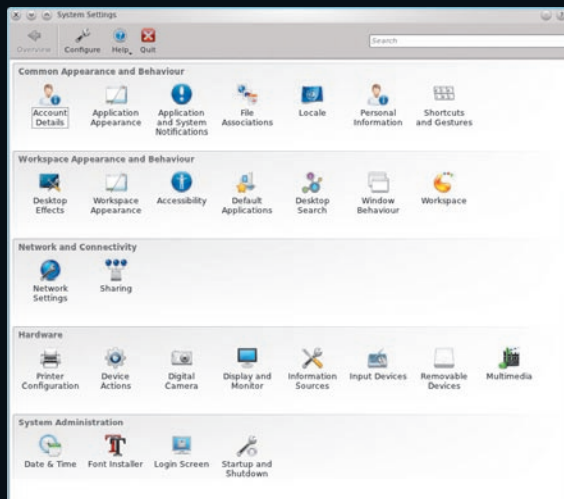 System Settings
Overview Configure Help Quit
Search
Common Appearance and Behaviour
Account Details
Application Appearance
Application and System Notifications
File Associations
Locale
Personal Information
Shortcuts and Gestures
Workspace Appearance and Behaviour
Desktop Effects
Workspace Appearance
Accessibility
Default Applications
Desktop Search
Window Behaviour
Workspace
Network and Connectivity
Network Settings
Sharing
Hardware
Printer Configuration
Device Actions
Digital Camera
Display and Monitor
Information Sources
Input Devices
Removable Devices
Multimedia
System Administration
Date & Time
Font Installer
Login Screen
Startup and Shutdown